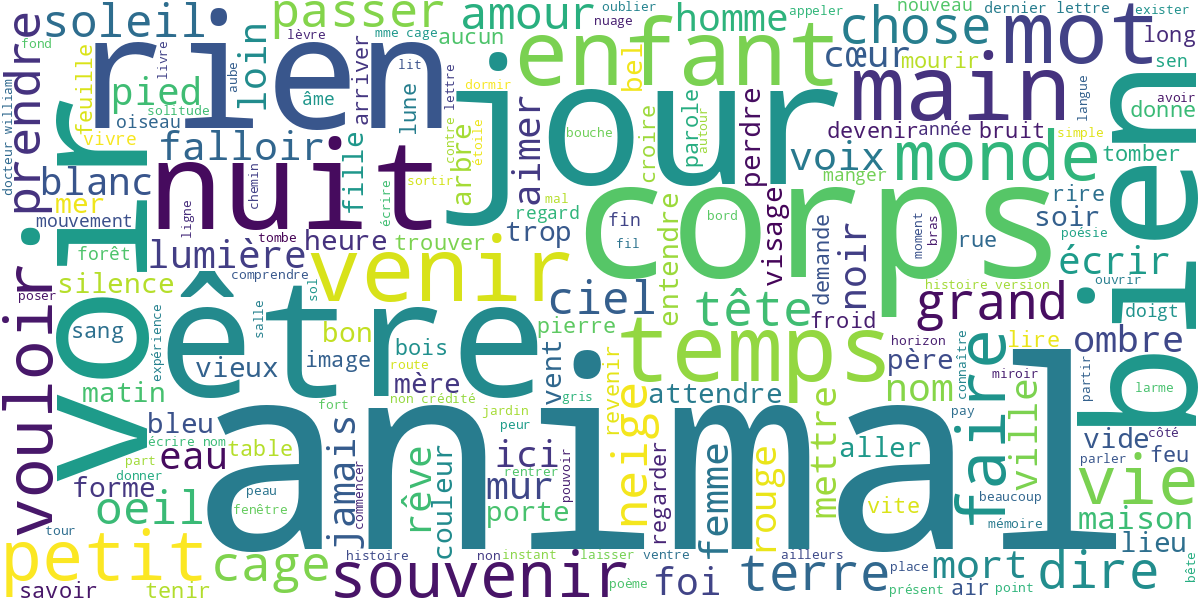 soleil
passer
amour
oublier
nuage
homme
appeler
nouveau
dernier lettre
exister
chose
mot
long
prendre
fond
rien
lèvre
livre
aube
loin
mme cage
aucun
enfant
bel
cœur
mourir
main
sen
feuille
pied
solitude
oiseau
vivre
âme
arriver
lit
lune
dormir
contre
lettre
étoile
jour
bouche
croire
parole
autour
perdre
devenir
année
bruit
langue
avoir
donne
simple
tomber
bien
docteur william
voir
falloir
fille
arbre
aimer
voix
manger
monde
rire
blanc
nuit
chemin
écrire
sortir
mal
corps
mer
mouvement
ligne
tombe
heure
regard
trop
fin
fil
bord
entendre
visage
demande
noir
moment
bras
rue
soir
poésie
écrir
forêt
lumière
trouver
comprendre
silence
poser
vouloir
venir
ciel
histoire version
ouvrir
grand
doigt
sang
expérience
salle
sol
être
bon
pierre
tête
froid
temps
horizon
ombre
vieux
image
bois
route
vent
revenir
père
connaître
lire
miroir
partir
larme
matin
mère
non crédité
gris
attendre
nom
faire
ville
fort
jardin
peur
animal
pay
bleu
écrire nom
table
jamais
commencer
rêve
couleur
ici
neige
regarder
femme
rouge
mettre
aller
vide
côté
parler
feu
part
donner
eau
forme
peau
fenêtre
mur
rentrer
pouvoir
porte
vite
beaucoup
mémoire
vie
maison
oeil
tour
lieu
petit
cage
histoire
non
instant
laisser
ventre
ailleurs
savoir
tenir
souvenir
poème
foi
terre
place
présent
air
point
mort
dire
bête